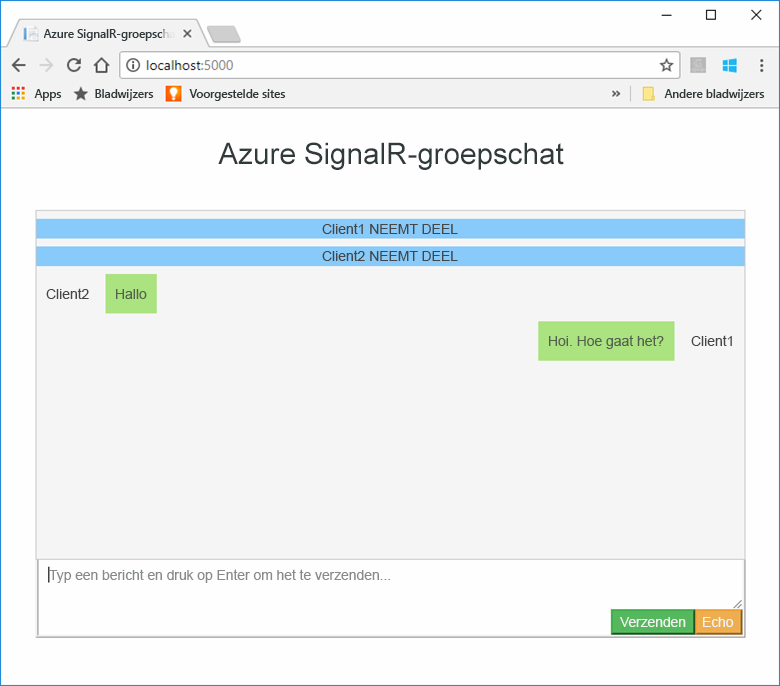 Azure SignalR-groepscha
localhost:5000
Apps Bladwijzers Voorgestelde sites » Andere bladwijzers
Azure SignalR-groepschat
Client1 NEEMT DEEL
Client2 NEEMT DEEL
Client2 Hallo
Hoi. Hoe gaat het? Client1
Typ een bericht en druk op Enter om het te verzenden...
Verzenden Echo